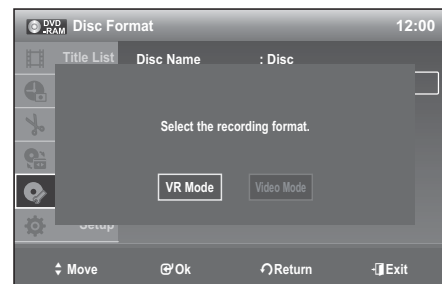 DVD-RAM Disc Format 12:00
Title List Disc Name : Disc
Select the recording format.
VR Mode Video Mode
Setup
Move Ok Return Exit